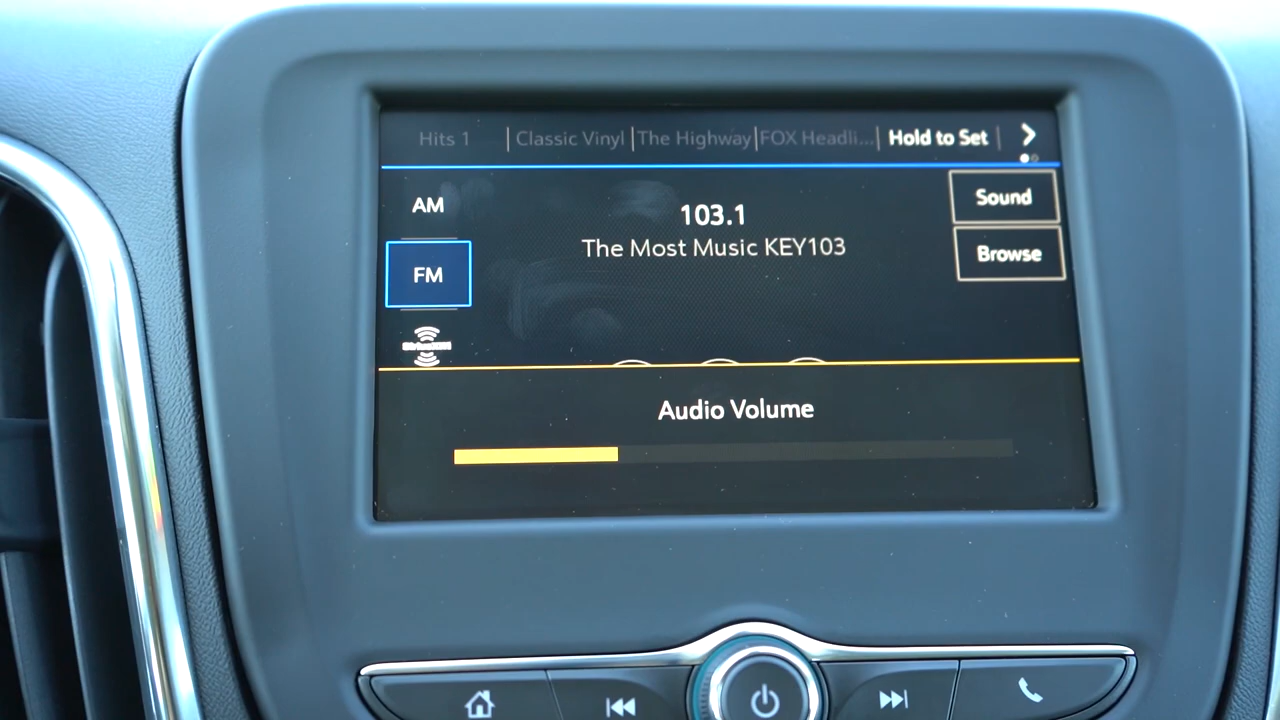 Hits 1 Classic Vinyl The Highway FOX Headli... Hold to Set
AM
103.1
Sound
The Most Music KEY103
Browse
FM
Audio Volume